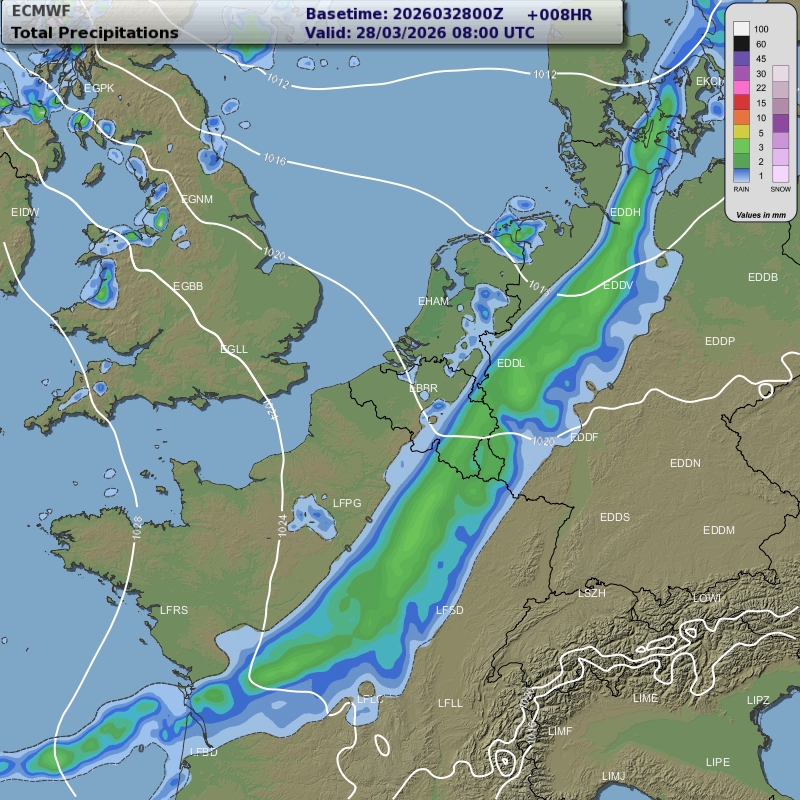 ECMWF
Total Precipitations
Basetime: 2026032800Z +008HR
Valid: 28/03/2026 08:00 UTC
100
60
45
30
22
15
10
5
3
2
1
RAIN
SNOW
Values in mm
1012
1012
1016
1020
1024
1024
1028
1020
EGPK
EKCH
EIDW
EGNM
EDDH
EGBB
EHAM
EDDV
EDDB
EGLL
EDDL
EDDP
EBBR
EDDF
EDDN
LFPG
EDDS
EDDM
LFRS
LFSD
LSZH
LOWI
LFLC
LFLL
LIME
LIPZ
LIMF
LFBD
LIPE
LIMJ